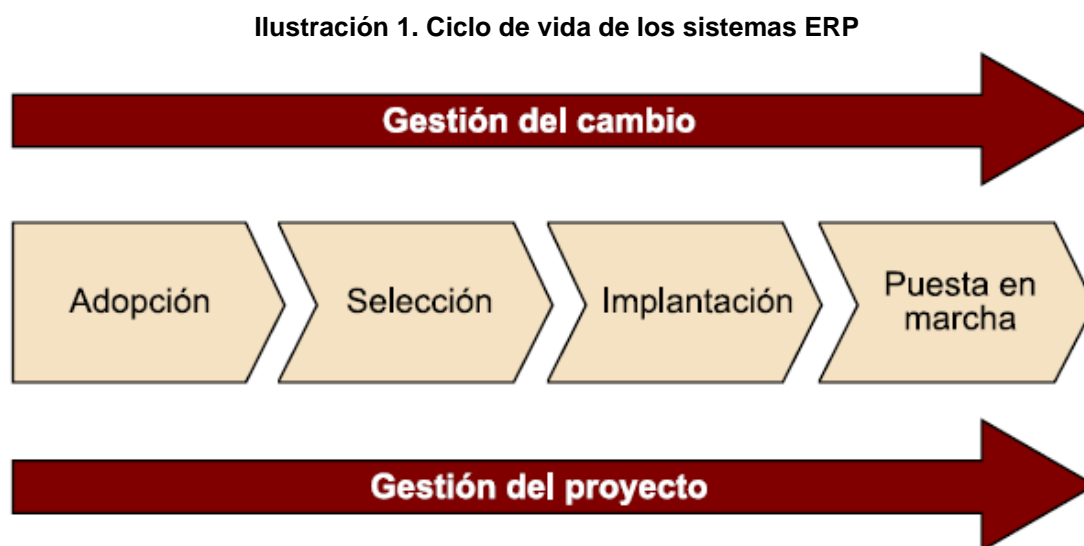 Ilustración 1. Ciclo de vida de los sistemas ERP
Gestión del cambio
Adopción
Selección
Implantación
Puesta en
marcha
Gestión del proyecto